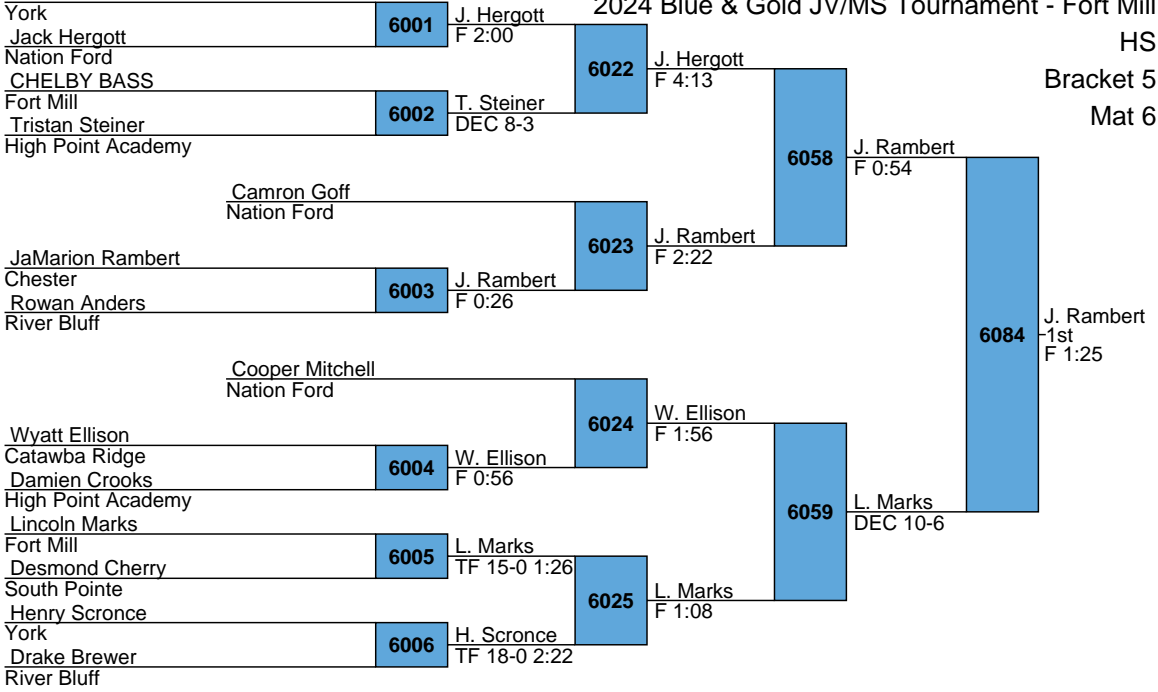 2024 Blue & Gold JV/MS Tournament - Fort Mill
HS
Bracket 5
Mat 6
York
Jack Hergott
Nation Ford
CHELBY BASS
Fort Mill
Tristan Steiner
High Point Academy
Camron Goff
Nation Ford
JaMarion Rambert
Chester
Rowan Anders
River Bluff
Cooper Mitchell
Nation Ford
Wyatt Ellison
Catawba Ridge
Damien Crooks
High Point Academy
Lincoln Marks
Fort Mill
Desmond Cherry
South Pointe
Henry Scronce
York
Drake Brewer
River Bluff
6001
J. Hergott
F 2:00
6002
T. Steiner
DEC 8-3
6003
J. Rambert
F 0:26
6004
W. Ellison
F 0:56
6005
L. Marks
TF 15-0 1:26
6006
H. Scronce
TF 18-0 2:22
6022
J. Hergott
F 4:13
6023
J. Rambert
F 2:22
6024
W. Ellison
F 1:56
6025
L. Marks
F 1:08
6058
J. Rambert
F 0:54
6059
L. Marks
DEC 10-6
6084
J. Rambert
1st
F 1:25